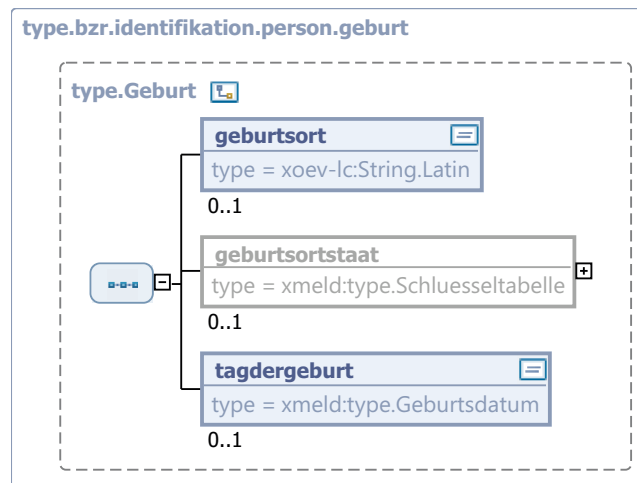 type.bzr.identifikation.person.geburt
type.Geburt
geburtsort
type = xoev-lc:String.Latin
0..1
geburtsortstaat
type = xmeld:type.Schluesseltabelle
0..1
tagdergeburt
type = xmeld:type.Geburtsdatum
0..1